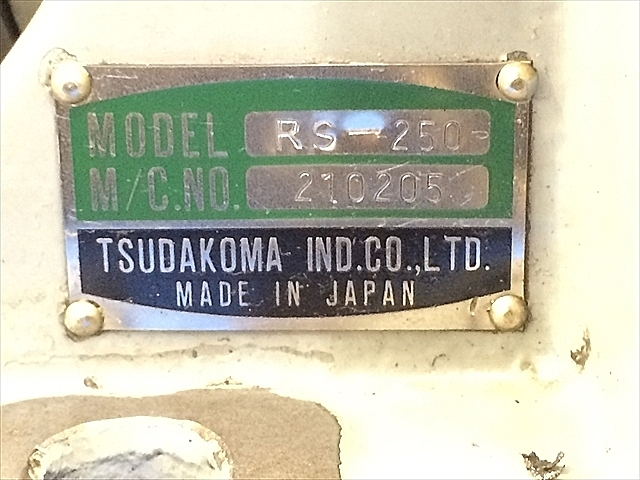 MODEL RS-250
M/C.NO. 210205
TSUDAKOMA IND.CO.,LTD.
MADE IN JAPAN